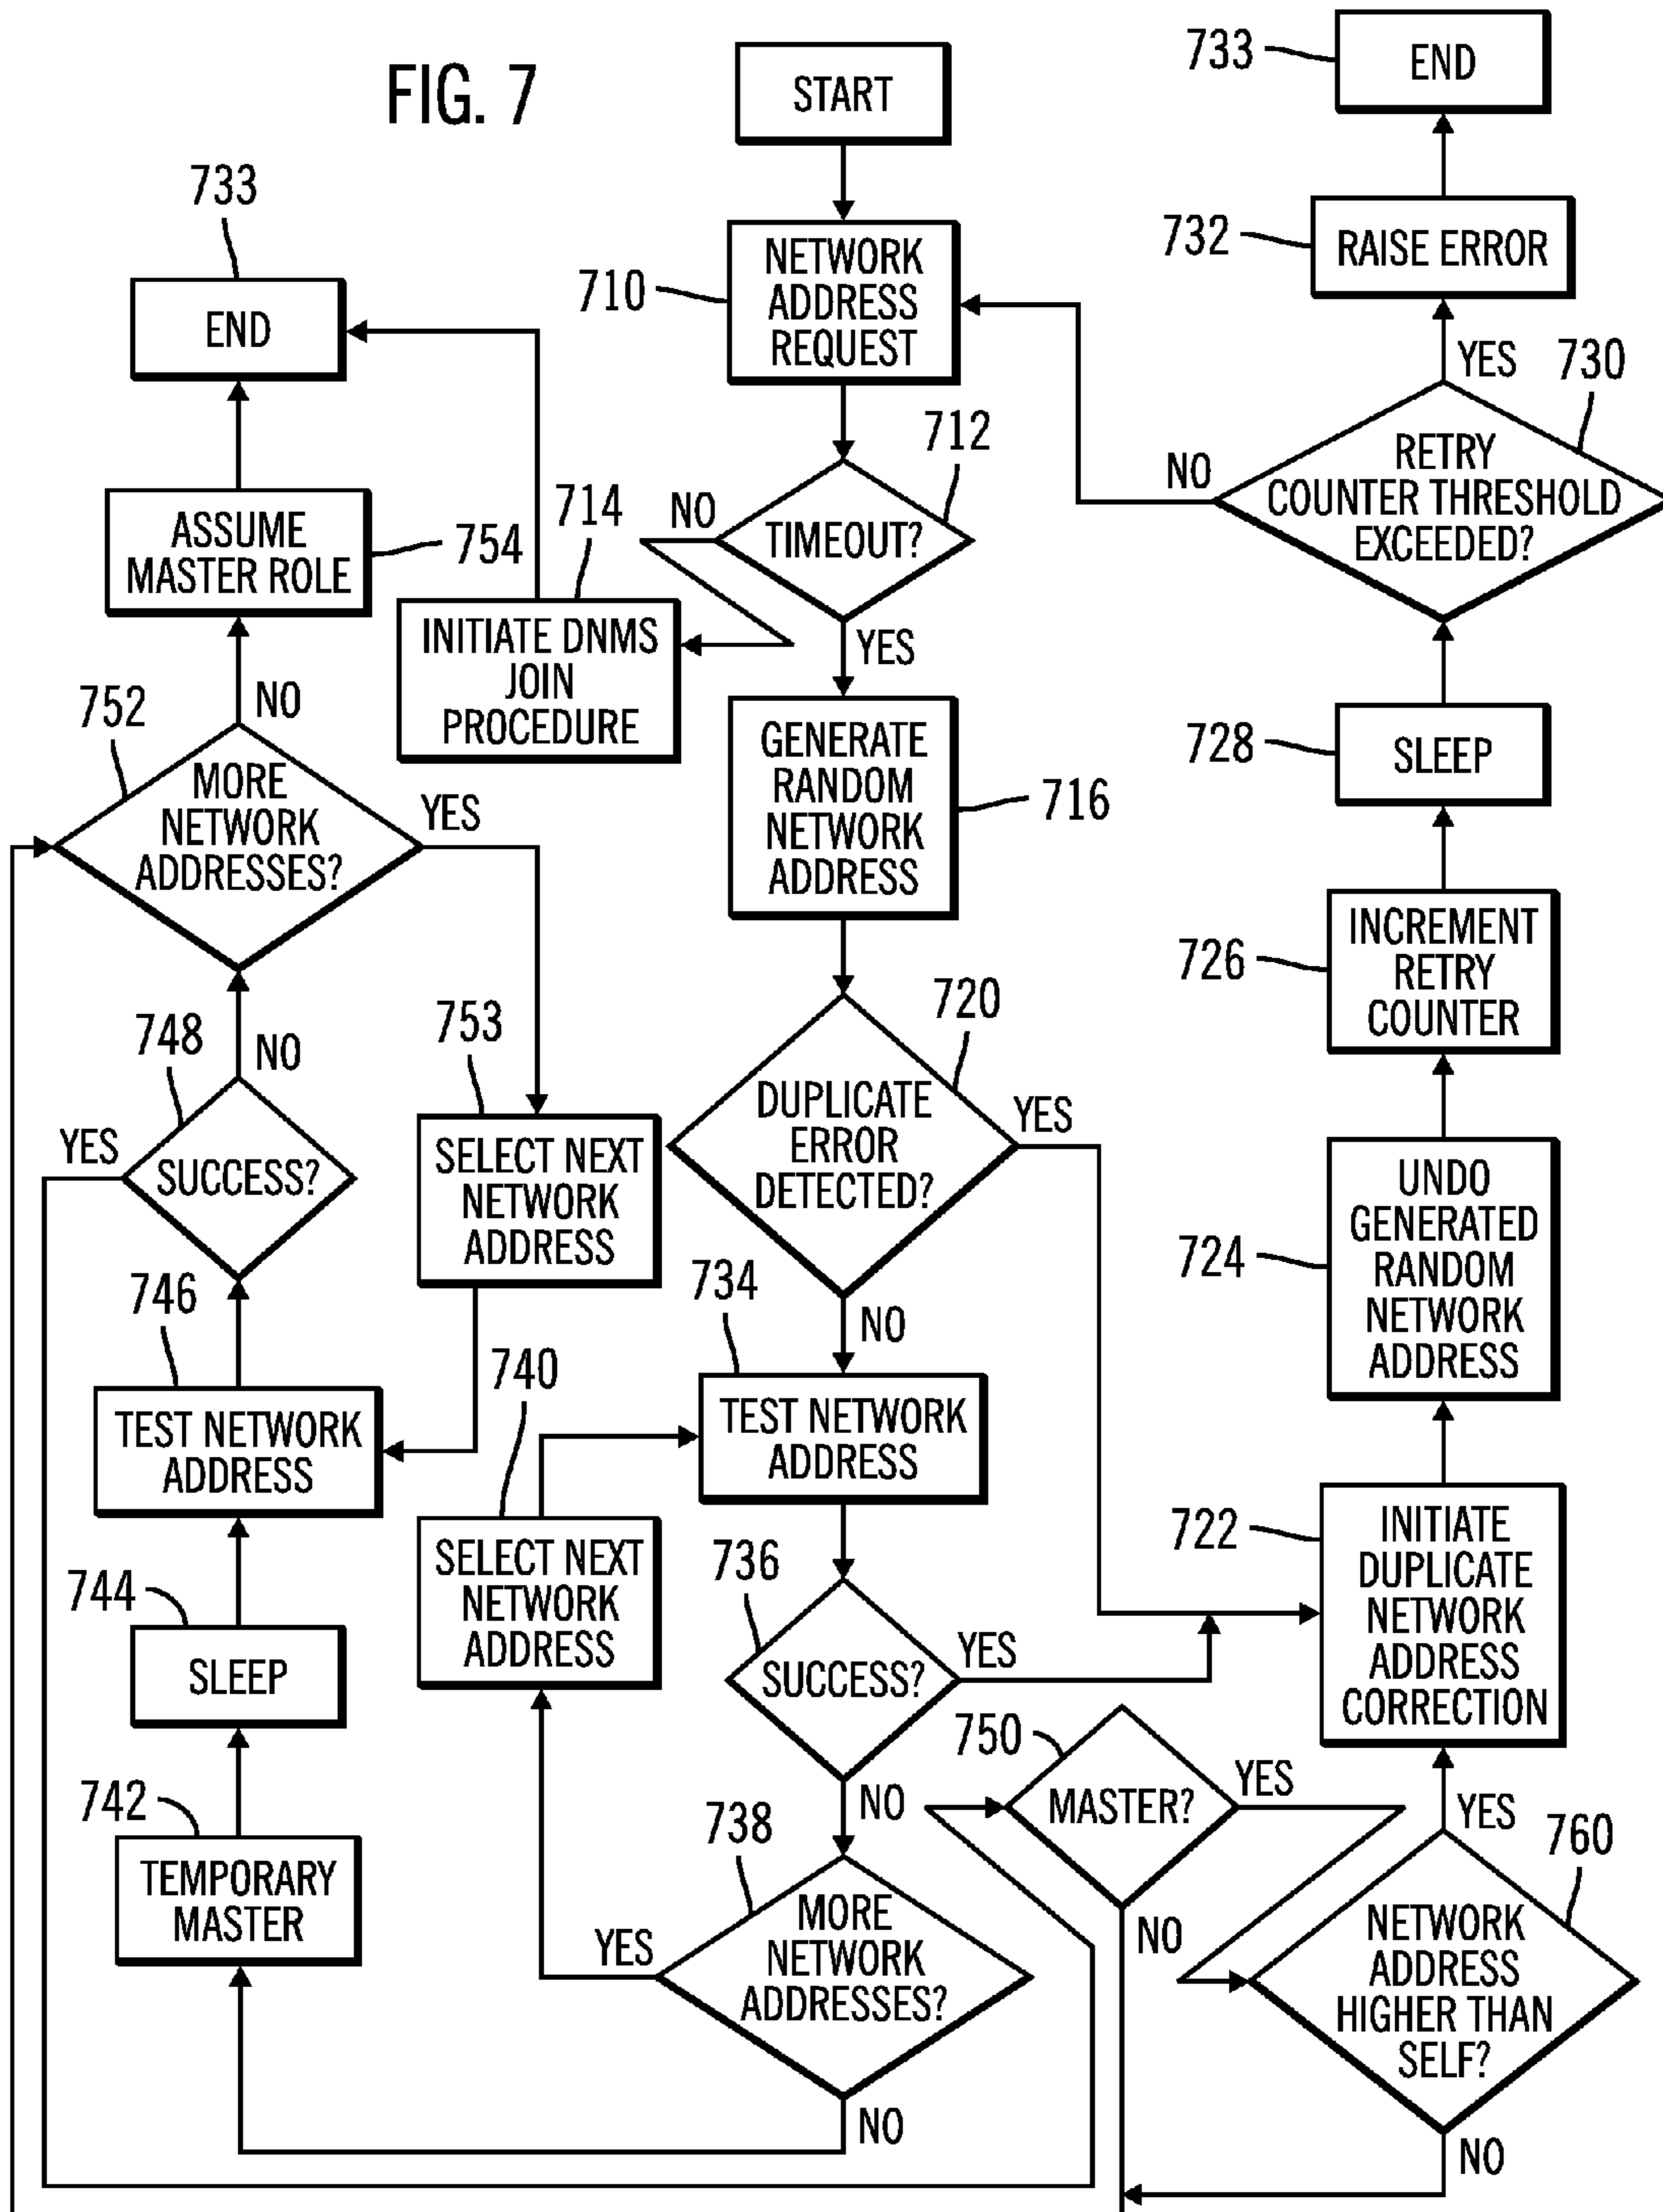 FIG. 7
START
733
END
733
END
732
RAISE ERROR
710
NETWORK
ADDRESS
REQUEST
YES
730
RETRY
COUNTER THRESHOLD
EXCEEDED?
NO
712
TIMEOUT?
NO
YES
714
INITIATE DNMS
JOIN
PROCEDURE
ASSUME
MASTER ROLE
754
NO
752
MORE
NETWORK
ADDRESSES?
YES
GENERATE
RANDOM
NETWORK
ADDRESS
716
728
SLEEP
726
INCREMENT
RETRY
COUNTER
748
NO
YES
SUCCESS?
753
SELECT NEXT
NETWORK
ADDRESS
720
DUPLICATE
ERROR
DETECTED?
YES
NO
724
UNDO
GENERATED
RANDOM
NETWORK
ADDRESS
746
TEST NETWORK
ADDRESS
740
SELECT NEXT
NETWORK
ADDRESS
734
TEST NETWORK
ADDRESS
722
INITIATE
DUPLICATE
NETWORK
ADDRESS
CORRECTION
744
SLEEP
736
SUCCESS?
YES
NO
750
MASTER?
YES
NO
YES
760
NETWORK
ADDRESS
HIGHER THAN
SELF?
NO
742
TEMPORARY
MASTER
738
MORE
NETWORK
ADDRESSES?
YES
NO